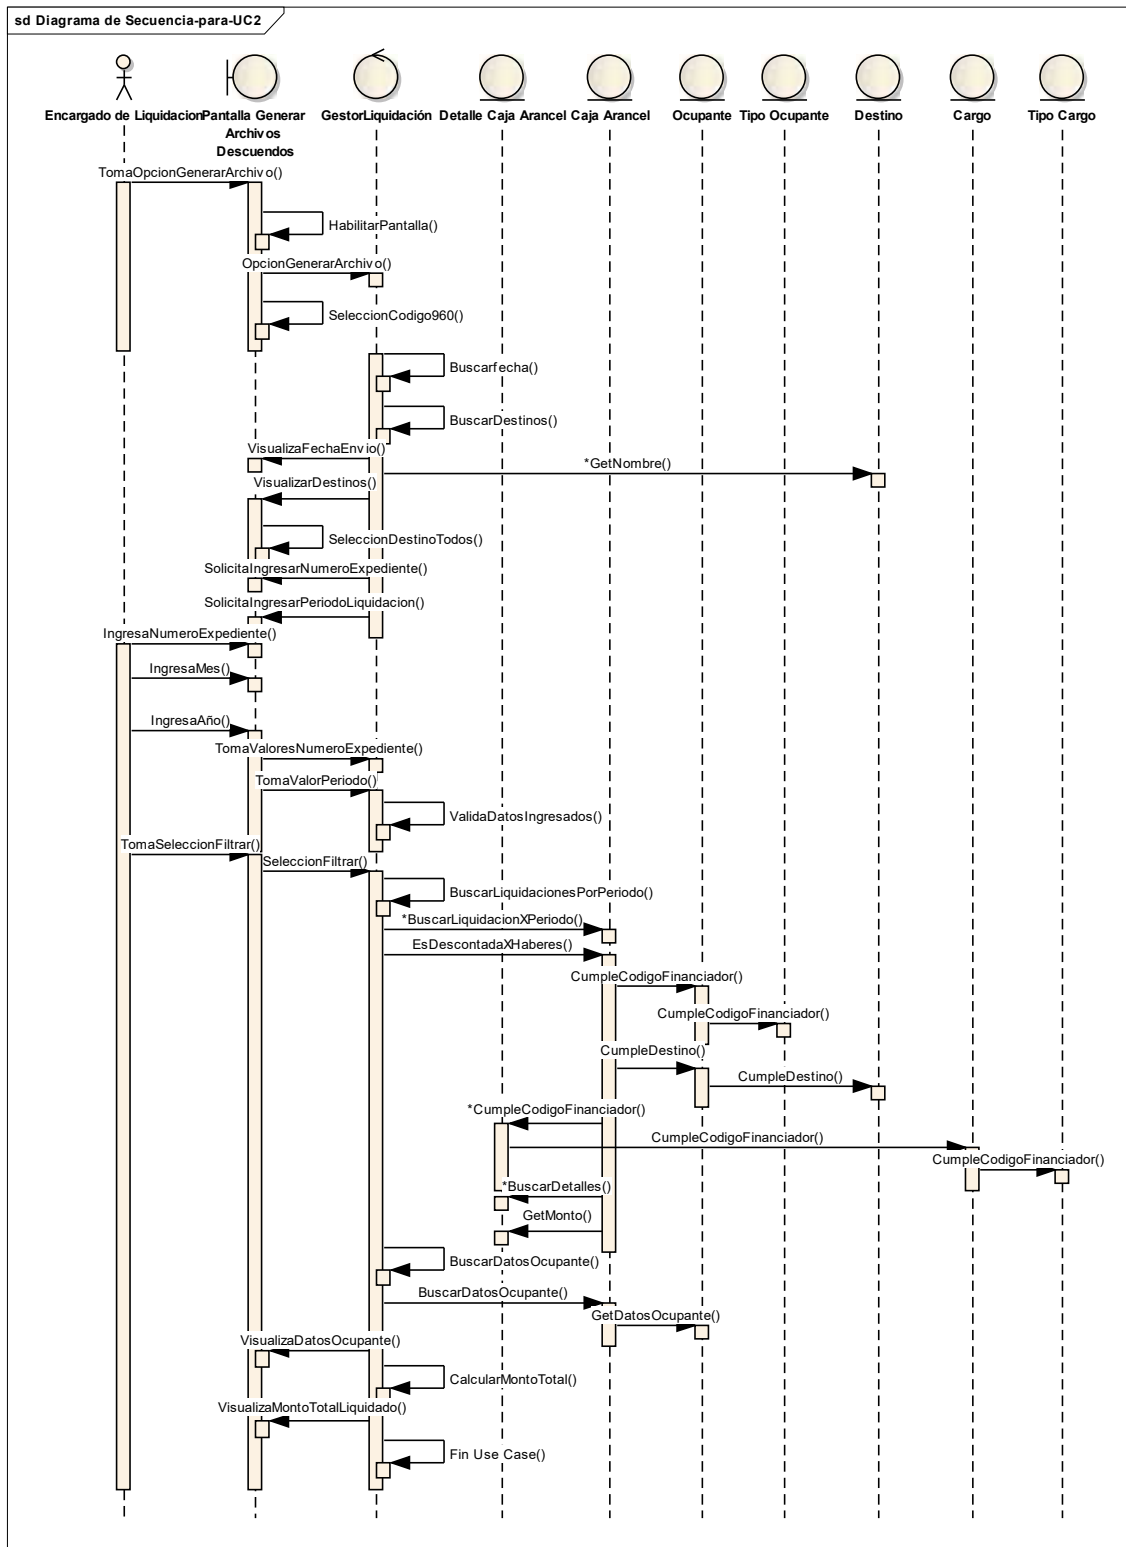 sd Diagrama de Secuencia-para-UC2
Encargado de Liquidacion
Pantalla Generar
Archivos
Descuendos
GestorLiquidación
Detalle Caja Arancel
Caja Arancel
Ocupante
Tipo Ocupante
Destino
Cargo
Tipo Cargo
TomaOpcionGenerarArchivo()
HabilitarPantalla()
OpcionGenerarArchivo()
SeleccionCodigo960()
Buscarfecha()
BuscarDestinos()
VisualizaFechaEnvio()
*GetNombre()
VisualizarDestinos()
SeleccionDestinoTodos()
SolicitaIngresarNumeroExpediente()
SolicitaIngresarPeriodoLiquidacion()
IngresaNumeroExpediente()
IngresaMes()
IngresaAño()
TomaValoresNumeroExpediente()
TomaValorPeriodo()
ValidaDatosIngresados()
TomaSeleccionFiltrar()
SeleccionFiltrar()
BuscarLiquidacionesPorPeriodo()
*BuscarLiquidacionXPeriodo()
EsDescontadaXHaberes()
CumpleCodigoFinanciador()
CumpleCodigoFinanciador()
CumpleDestino()
CumpleDestino()
*CumpleCodigoFinanciador()
CumpleCodigoFinanciador()
CumpleCodigoFinanciador()
*BuscarDetalles()
GetMonto()
BuscarDatosOcupante()
BuscarDatosOcupante()
GetDatosOcupante()
VisualizaDatosOcupante()
CalcularMontoTotal()
VisualizaMontoTotalLiquidado()
Fin Use Case()